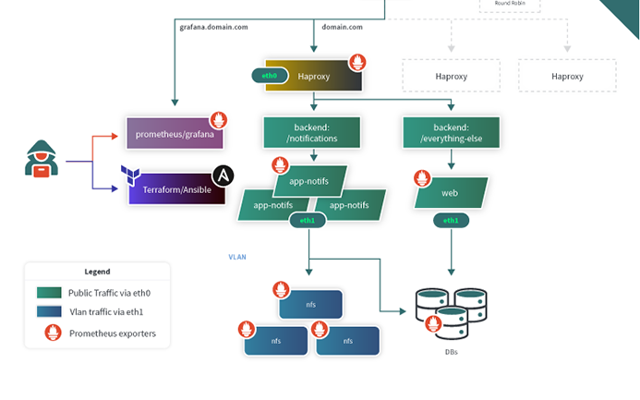 Round Robin
grafana.domain.com
domain.com
eth0
Haproxy
Haproxy
Haproxy
prometheus/grafana
backend:
/notifications
backend:
/everything-else
Terraform/Ansible
A
app-notifs
app-notifs
app-notifs
web
eth1
eth1
VLAN
Legend
Public Traffic via eth0
Vlan traffic via eth1
Prometheus exporters
nfs
nfs
nfs
DBs